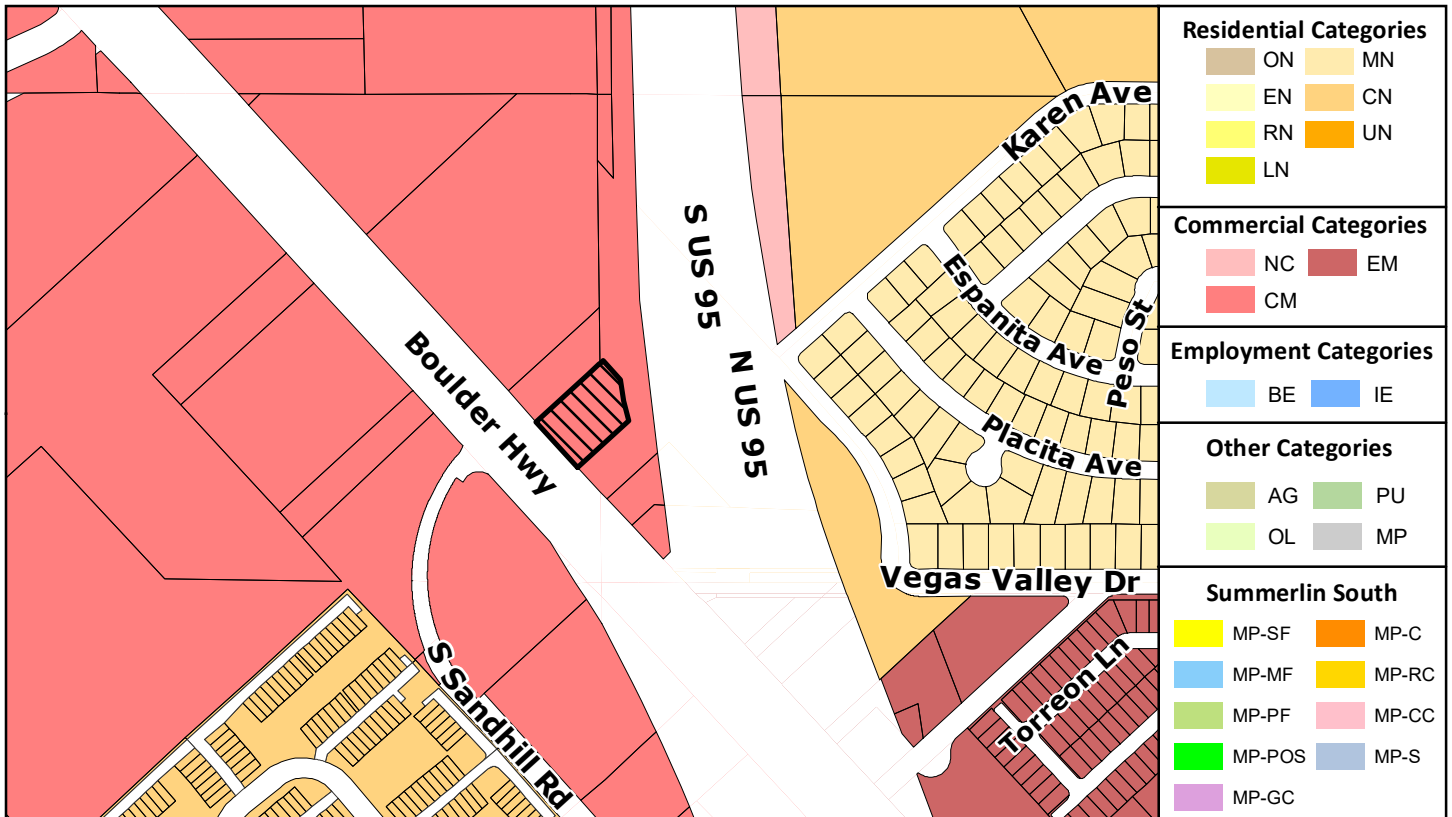 Karen Ave
S US 95
Espanita Ave
Peso St
N US 95
Boulder Hwy
Placita Ave
Vegas Valley Dr
S Sandhill Rd
Torreon Ln
Residential Categories
ON MN
EN CN
RN UN
LN
Commercial Categories
NC EM
CM
Employment Categories
BE IE
Other Categories
AG PU
OL MP
Summerlin South
MP-SF MP-C
MP-MF MP-RC
MP-PF MP-CC
MP-POS MP-S
MP-GC